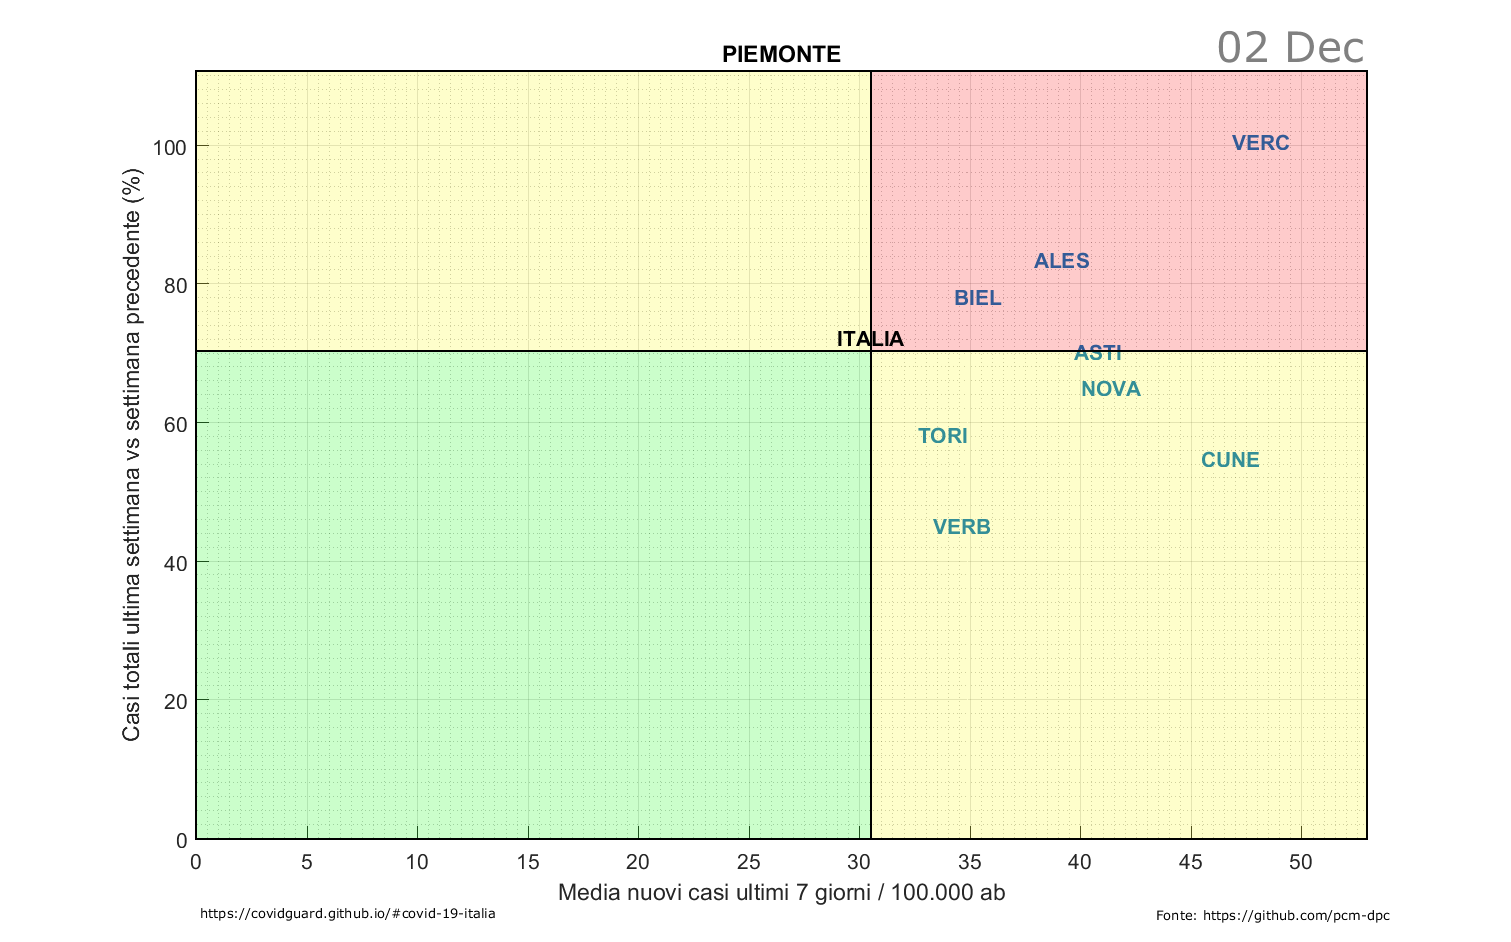 02 Dec
PIEMONTE
Casi totali ultima settimana vs settimana precedente (%)
100
80
60
40
20
0
VERC
ALES
BIEL
ITALIA
ASTI
NOVA
TORI
CUNE
VERB
0 5 10 15 20 25 30 35 40 45 50
Media nuovi casi ultimi 7 giorni / 100.000 ab
https://covidguard.github.io/#covid-19-italia
Fonte: https://github.com/pcm-dpc